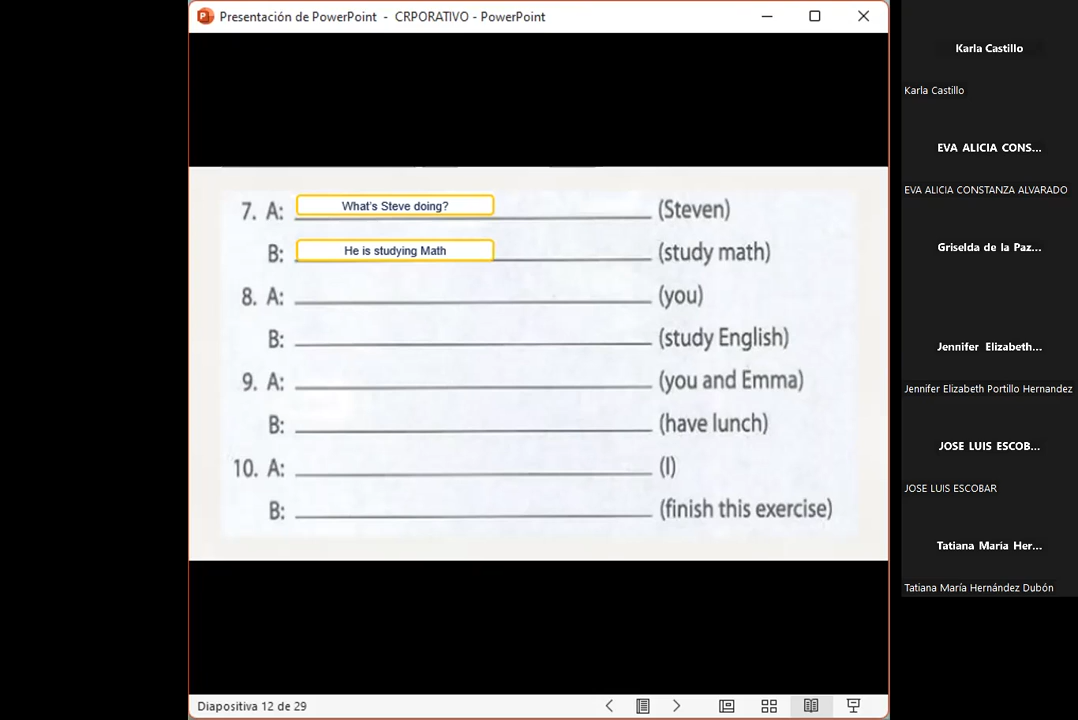 Presentación de PowerPoint - CRPORATIVO - PowerPoint
7. A: What's Steve doing? (Steven)
B: He is studying Math (study math)
8. A: (you)
B: (study English)
9. A: (you and Emma)
B: (have lunch)
10. A: (I)
B: (finish this exercise)
Diapositiva 12 de 29
Karla Castillo
Karla Castillo
EVA ALICIA CONS...
EVA ALICIA CONSTANZA ALVARADO
Griselda de la Paz...
Jennifer Elizabeth...
Jennifer Elizabeth Portillo Hernandez
JOSE LUIS ESCOB...
JOSE LUIS ESCOBAR
Tatiana María Her...
Tatiana María Hernández Dubón